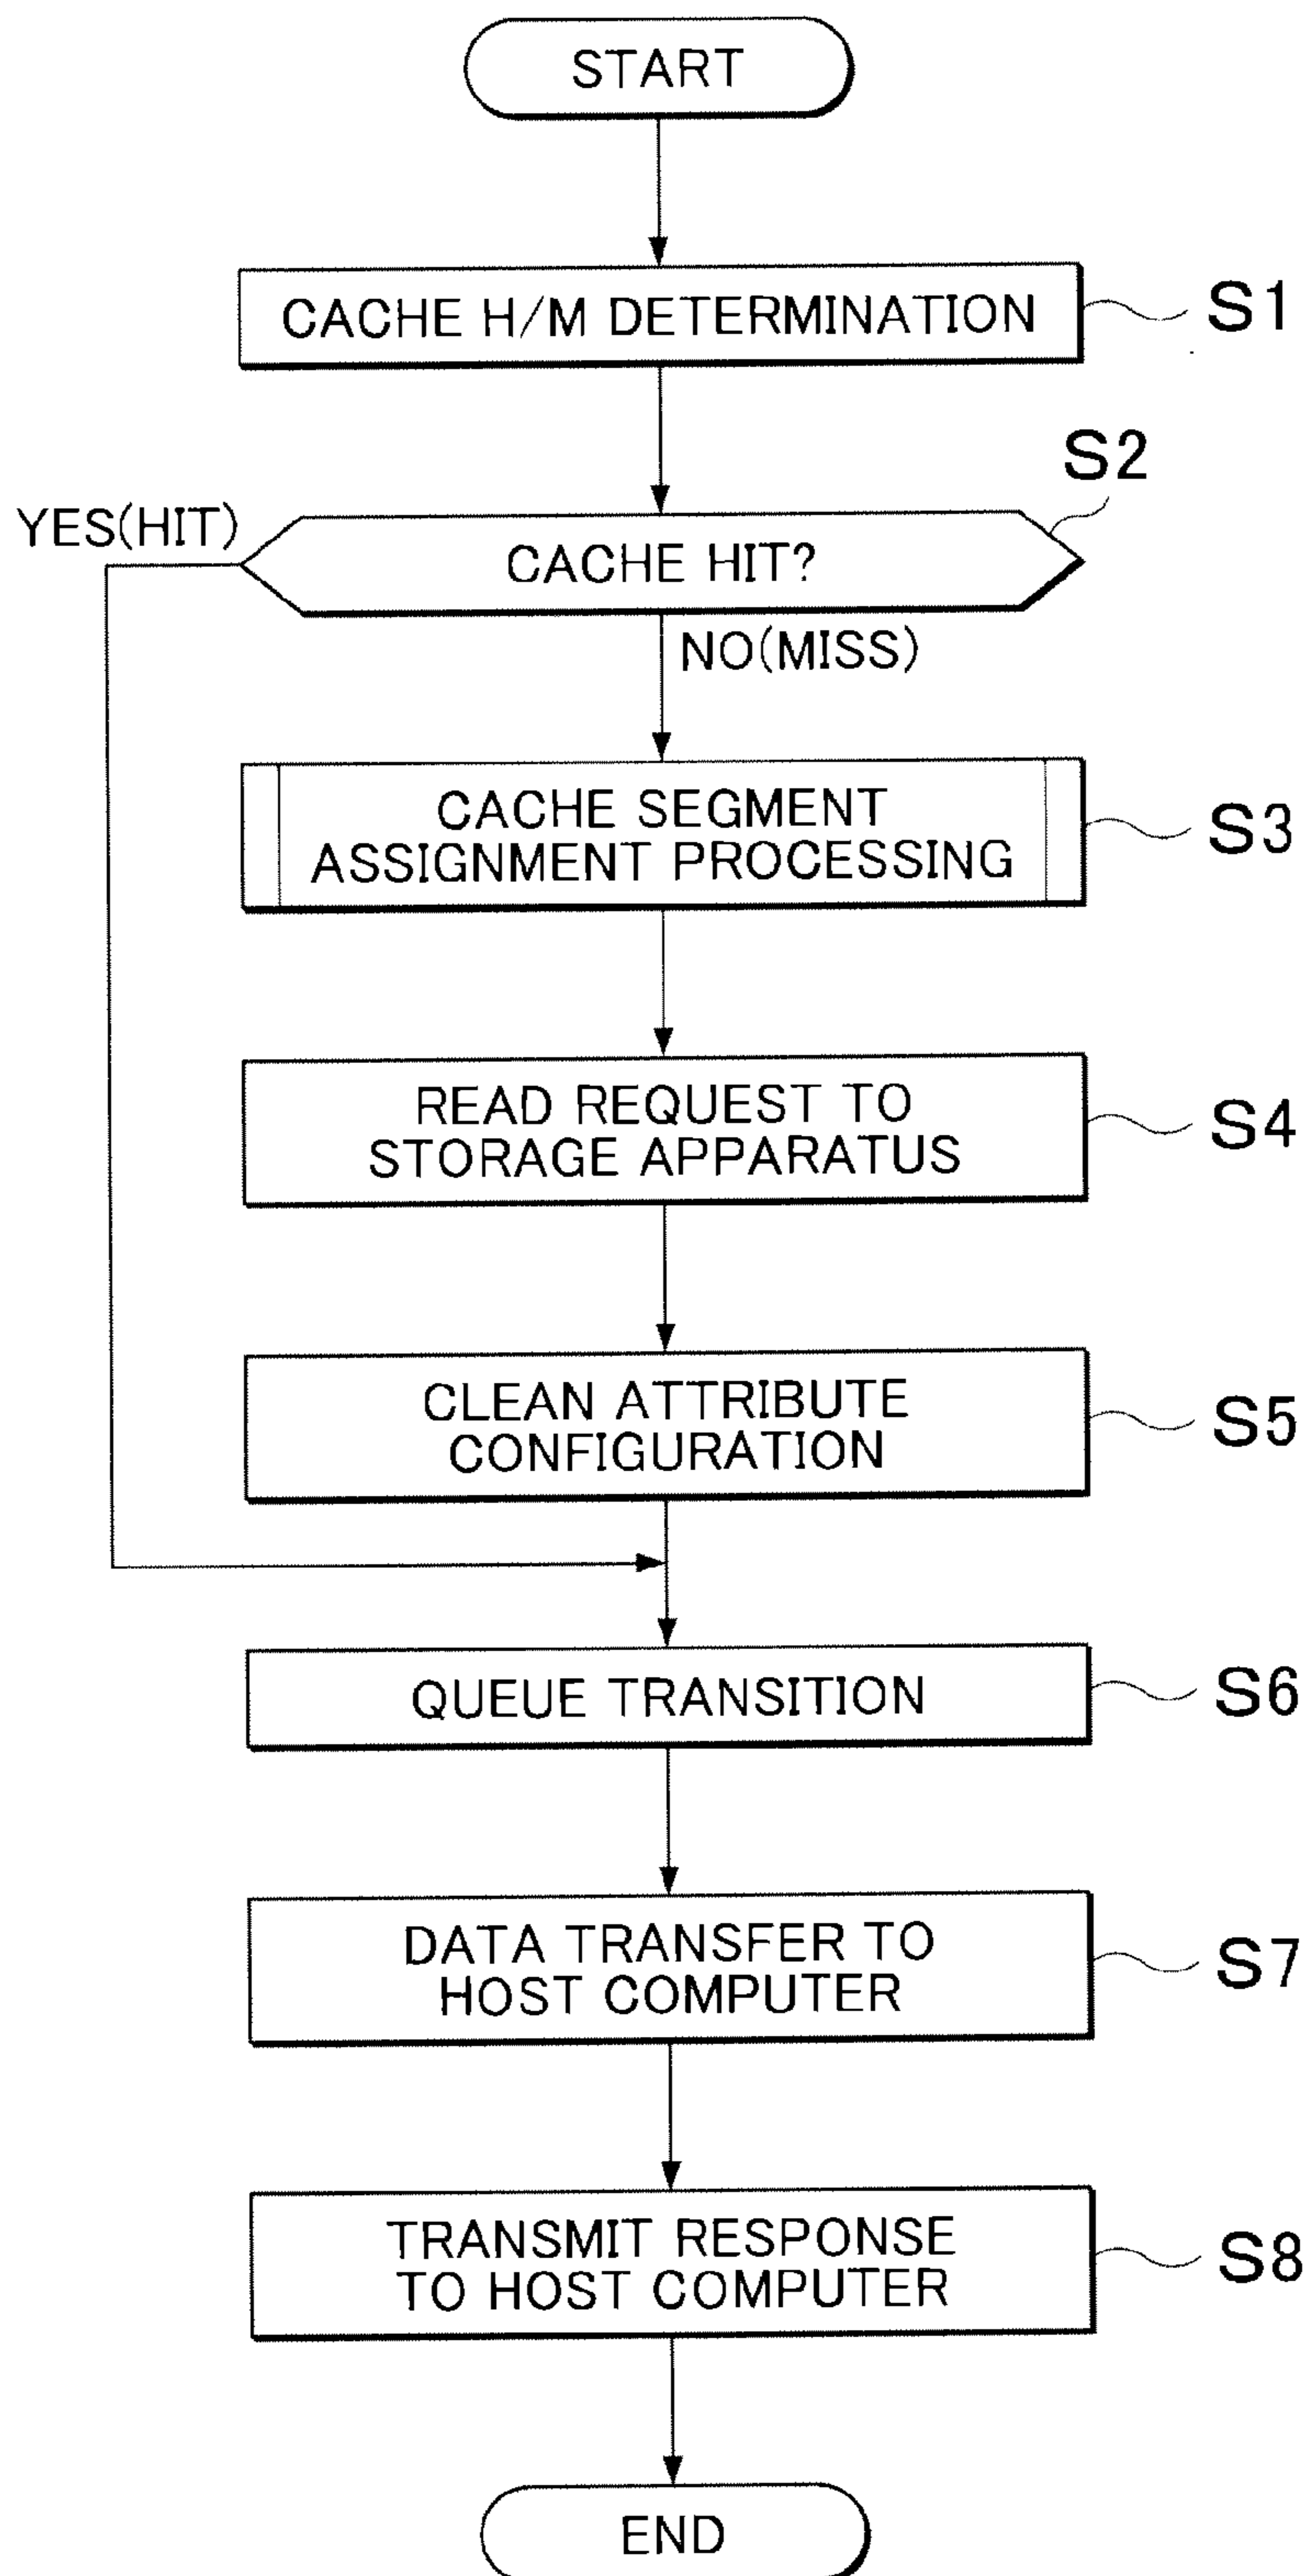 START
CACHE H/M DETERMINATION
S1
S2
YES(HIT)
CACHE HIT?
NO(MISS)
CACHE SEGMENT
ASSIGNMENT PROCESSING
S3
READ REQUEST TO
STORAGE APPARATUS
S4
CLEAN ATTRIBUTE
CONFIGURATION
S5
QUEUE TRANSITION
S6
DATA TRANSFER TO
HOST COMPUTER
S7
TRANSMIT RESPONSE
TO HOST COMPUTER
S8
END